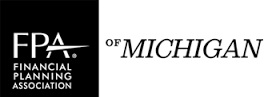 FPA®
FINANCIAL
PLANNING
ASSOCIATION
OF MICHIGAN